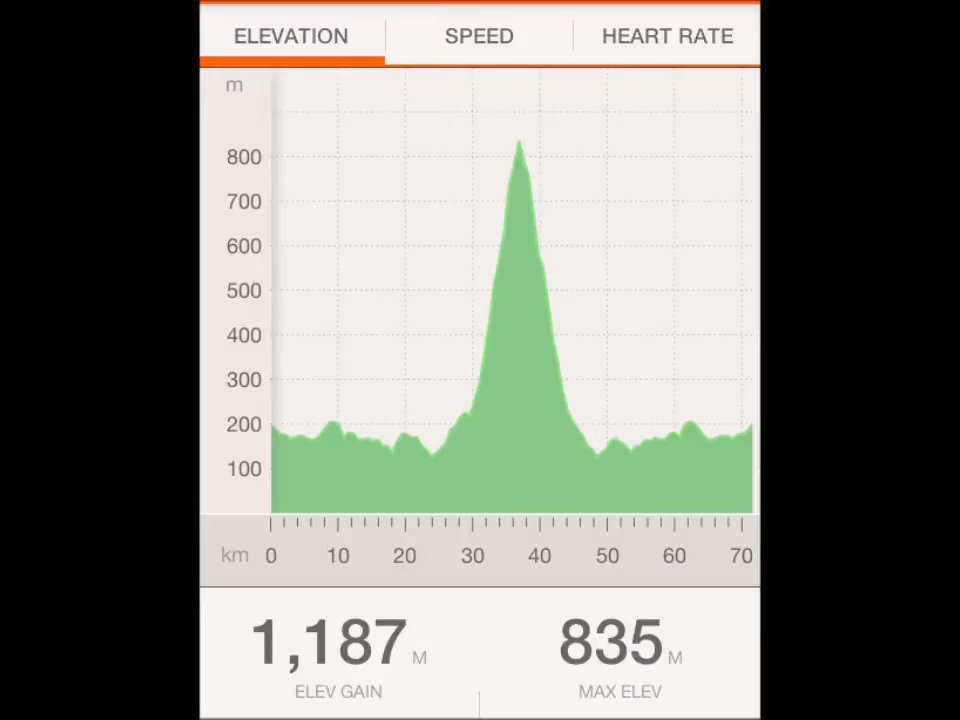 ELEVATION SPEED HEART RATE
m
800
700
600
500
400
300
200
100
km 0 10 20 30 40 50 60 70
1,187 M 835 M
ELEV GAIN MAX ELEV